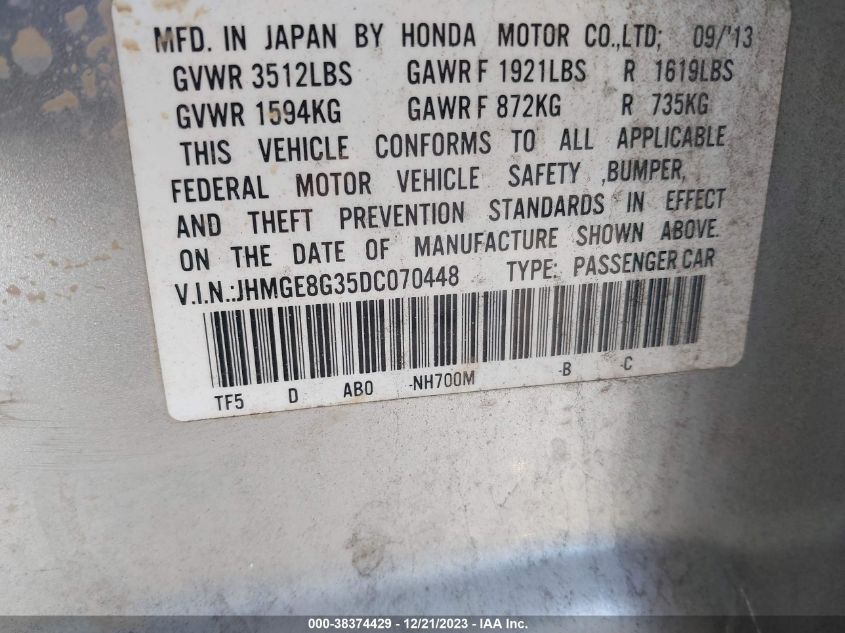 MFD. IN JAPAN BY HONDA MOTOR CO.,LTD; 09/'13
GVWR 3512LBS GAWR F 1921LBS R 1619LBS
GVWR 1594KG GAWR F 872KG R 735KG
THIS VEHICLE CONFORMS TO ALL APPLICABLE
FEDERAL MOTOR VEHICLE SAFETY ,BUMPER,
AND THEFT PREVENTION STANDARDS IN EFFECT
ON THE DATE OF MANUFACTURE SHOWN ABOVE.
V.I.N.:JHMGE8G35DC070448 TYPE: PASSENGER CAR
TF5 D AB0 -NH700M -B -C
000-38374429 - 12/21/2023 - IAA Inc.